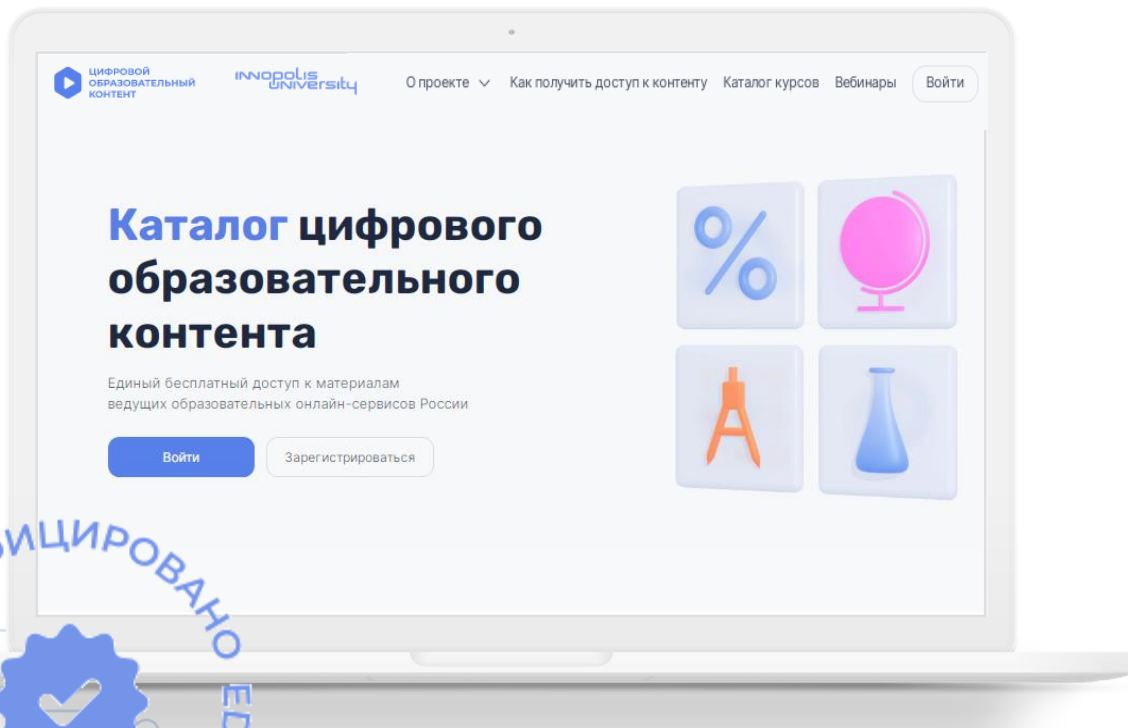 ЦИФРОВОЙ
ОБРАЗОВАТЕЛЬНЫЙ
КОНТЕНТ
INNOPOLIS
UNIVERSITY
О проекте
Как получить доступ к контенту
Каталог курсов
Вебинары
Войти
Каталог цифрового
образовательного
контента
Единый бесплатный доступ к материалам
ведущих образовательных онлайн-сервисов России
Войти
Зарегистрироваться